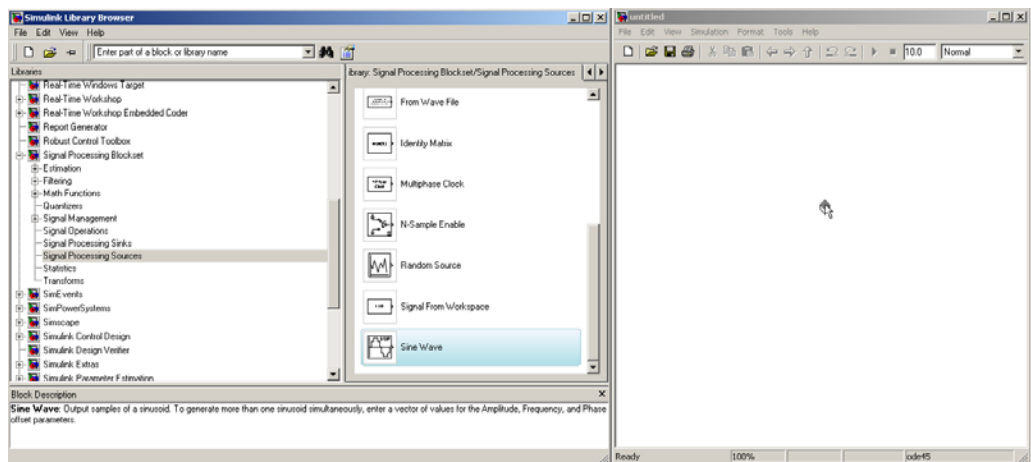 Simulink Library Browser
File Edit View Help
Enter part of a block or library name
Libraries
Real-Time Windows Target
Real-Time Workshop
Real-Time Workshop Embedded Coder
Report Generator
Robust Control Toolbox
Signal Processing Blockset
Estimation
Filtering
Math Functions
Quantizers
Signal Management
Signal Operations
Signal Processing Sinks
Signal Processing Sources
Statistics
Transforms
SimEvents
SimPowerSystems
Simscape
Simulink Control Design
Simulink Design Verifier
Simulink Extras
Simulink Parameter Estimation
ibrary: Signal Processing Blockset/Signal Processing Sources
From Wave File
Identity Matrix
Multiphase Clock
N-Sample Enable
Random Source
Signal From Workspace
Sine Wave
Block Description
Sine Wave: Output samples of a sinusoid. To generate more than one sinusoid simultaneously, enter a vector of values for the Amplitude, Frequency, and Phase
offset parameters.
untitled
File Edit View Simulation Format Tools Help
10.0 Normal
Ready 100% ode45